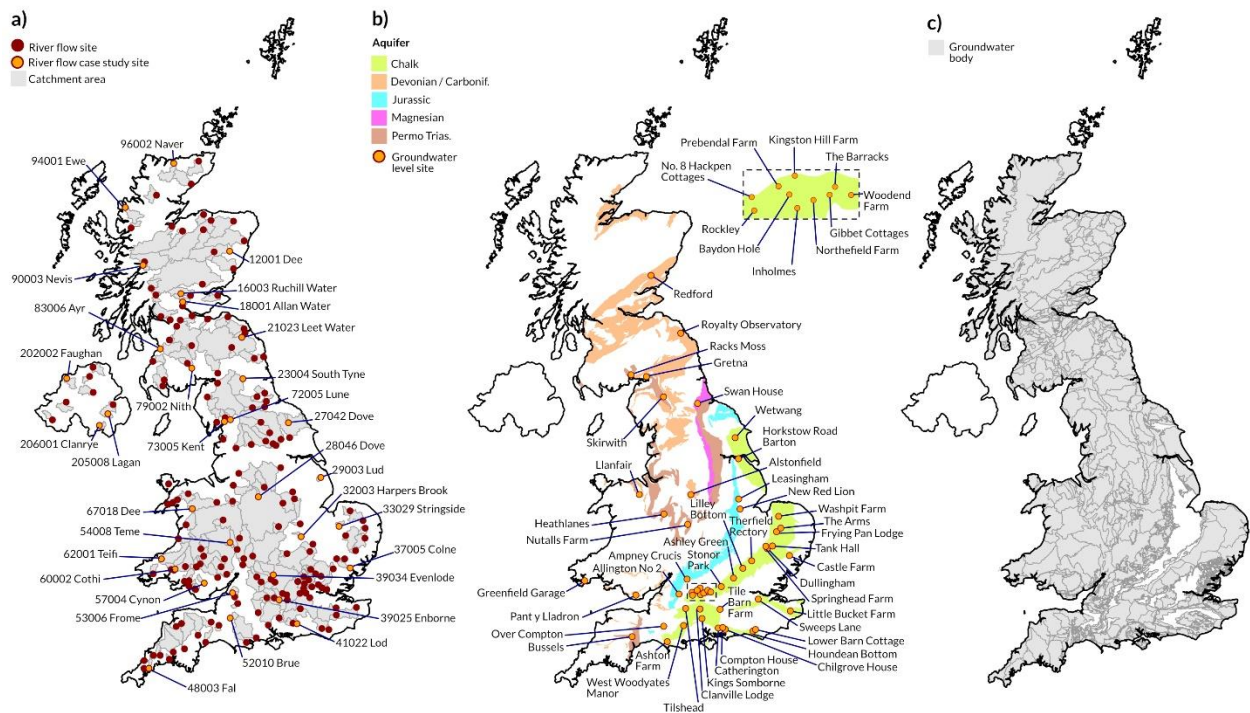 a)
River flow site
River flow case study site
Catchment area
96002 Naver
94001 Ewe
12001 Dee
90003 Nevis
16003 Ruchill Water
18001 Allan Water
83006 Ayr
21023 Leet Water
202002 Faughan
23004 South Tyne
79002 Nith
72005 Lune
27042 Dove
206001 Clanrye
73005 Kent
205008 Lagan
28046 Dove
29003 Lud
32003 Harpers Brook
67018 Dee
33029 Stringside
54008 Teme
62001 Teifi
37005 Colne
60002 Cothi
39034 Evenlode
57004 Cynon
53006 Frome
39025 Enborne
41022 Lod
52010 Brue
48003 Fal
b)
Aquifer
Chalk
Devonian / Carbonif.
Jurassic
Magnesian
Permo Trias.
Groundwater
level site
Kingston Hill Farm
Prebendal Farm
The Barracks
No. 8 Hackpen
Cottages
Woodend
Farm
Rockley
Gibbet Cottages
Baydon Hole
Northefield Farm
Inholmes
Redford
Royalty Observatory
Racks Moss
Gretna
Swan House
Wetwang
Skirwith
Horkstow Road
Barton
Llanfair
Alstonfield
Leasingham
New Red Lion
Lilley
Bottom
Washpit Farm
Heathlanes
Therfield
Rectory
The Arms
Nutalls Farm
Frying Pan Lodge
Ashley Green
Tank Hall
Ampney Crucis
Stonor
Park
Castle Farm
Allington No 2
Dullingham
Greenfield Garage
Springhead Farm
Tile
Barn
Farm
Pant y Lladron
Little Bucket Farm
Over Compton
Sweeps Lane
Bussels
Lower Barn Cottage
Ashton
Farm
Houndean Bottom
Compton House
Chilgrove House
Catherington
West Woodyates
Manor
Kings Somborne
Clanville Lodge
Tilshead
c)
Groundwater
body